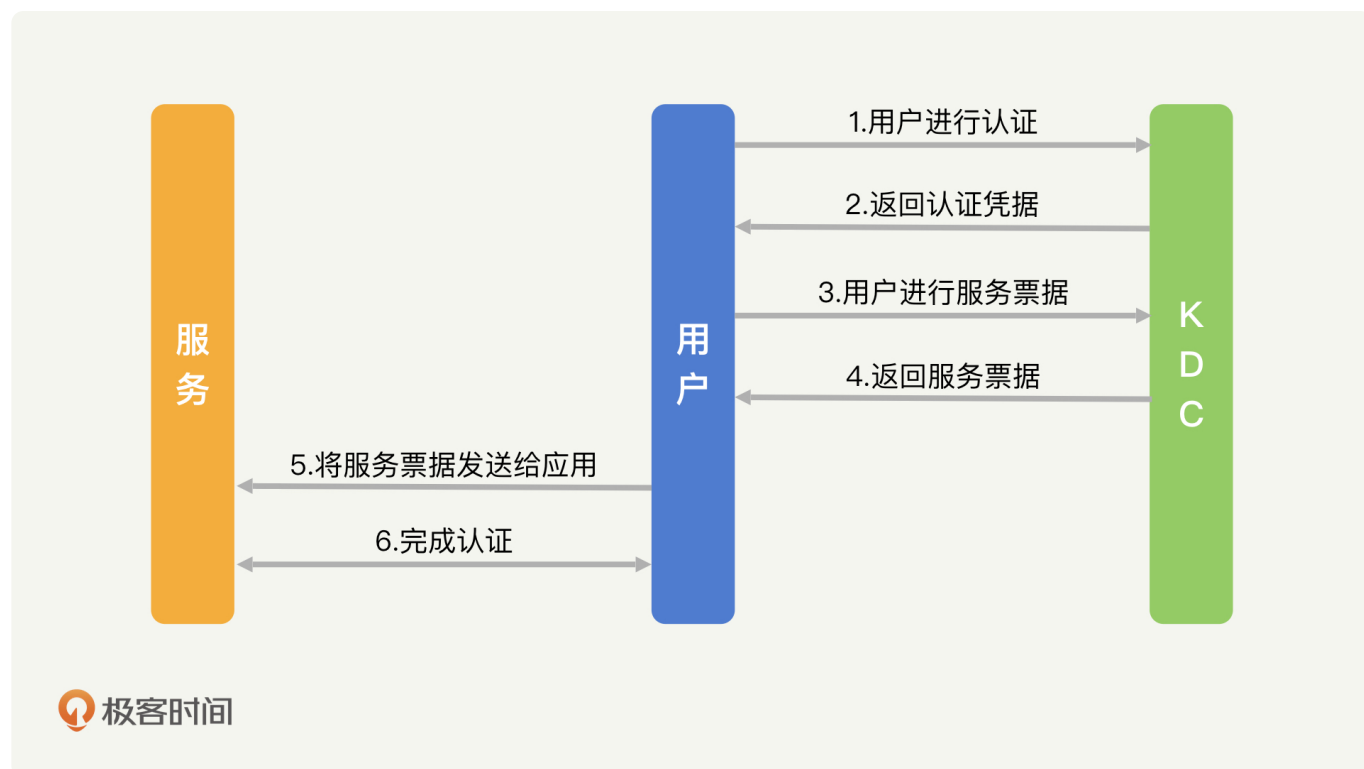 1.用户进行认证
2.返回认证凭据
3.用户进行服务票据
4.返回服务票据
服务
用户
KDC
5.将服务票据发送给应用
6.完成认证
极客时间